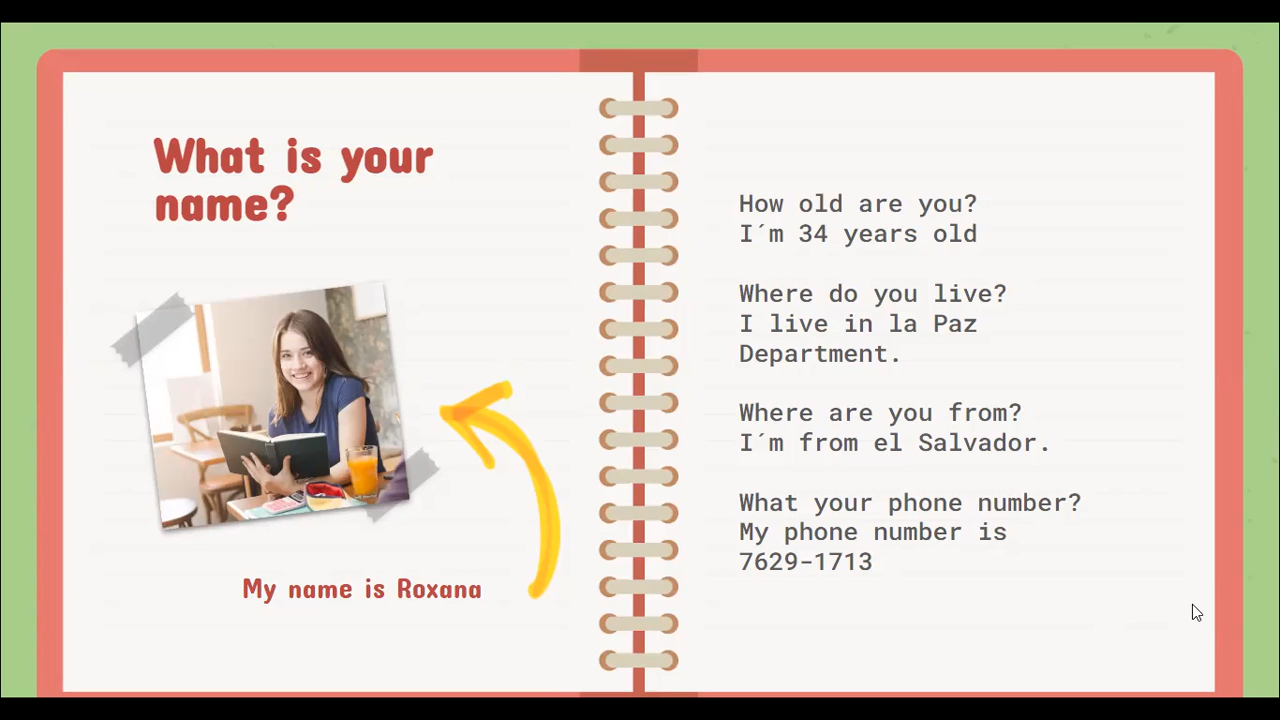 What is your
name?
My name is Roxana
How old are you?
I´m 34 years old
Where do you live?
I live in la Paz
Department.
Where are you from?
I´m from el Salvador.
What your phone number?
My phone number is
7629-1713